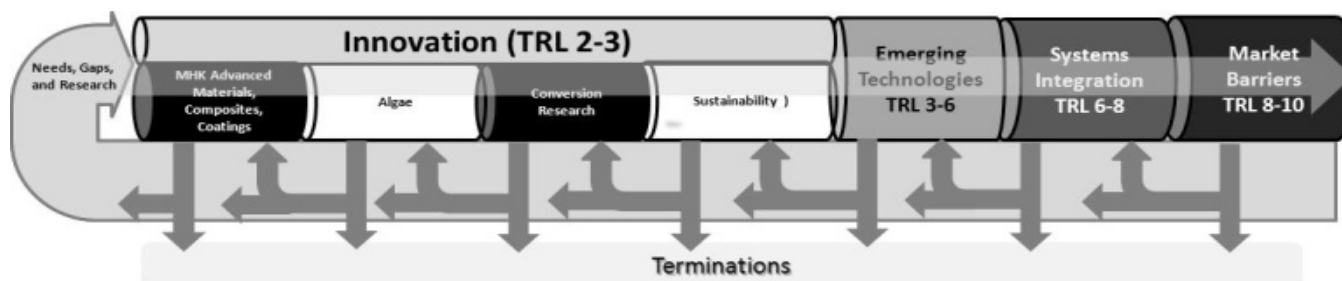 Innovation (TRL 2-3)
Needs, Gaps,
and Research
MHK Advanced
Materials,
Composites,
Coatings
Algae
Conversion
Research
Sustainability )
Emerging
Technologies
TRL 3-6
Systems
Integration
TRL 6-8
Market
Barriers
TRL 8-10
Terminations